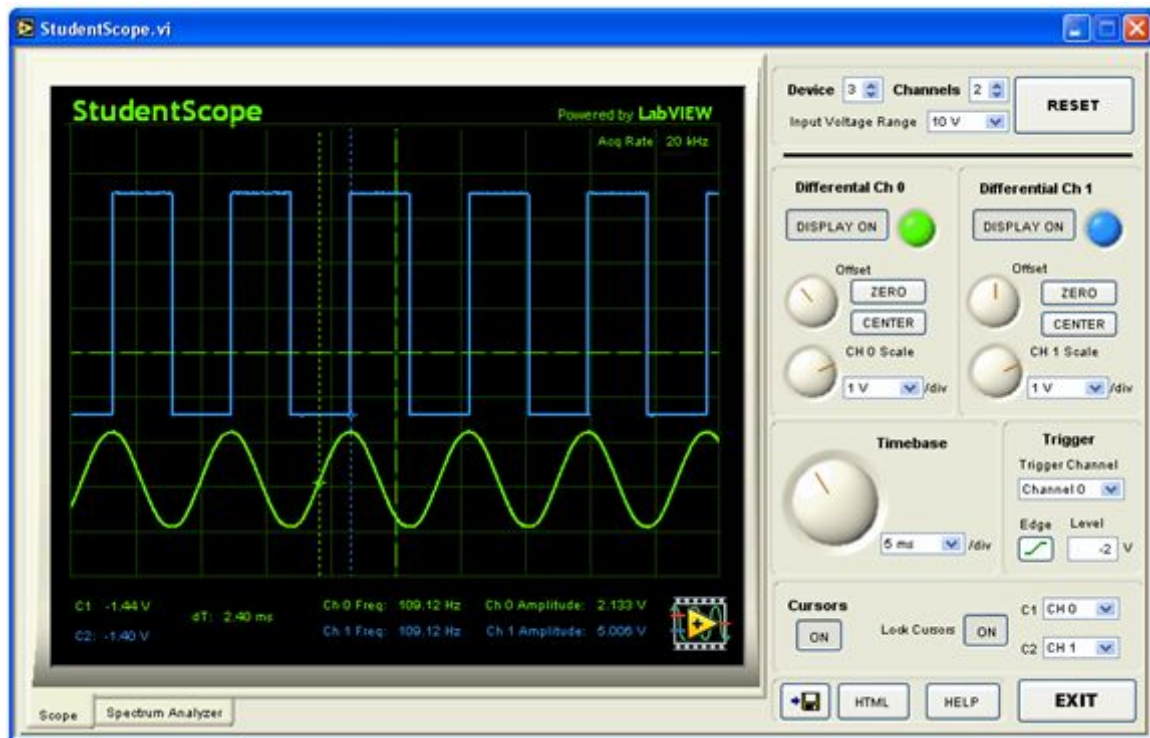 StudentScope.vi
StudentScope
Powered by LabVIEW
Acq Rate 20 kHz
C1: -1.44 V
dT: 2.40 ms
Ch 0 Freq: 109.12 Hz Ch 0 Amplitude: 2.133 V
C2: -1.40 V
Ch 1 Freq: 109.12 Hz Ch 1 Amplitude: 5.006 V
Scope
Spectrum Analyzer
Device 3 Channels 2
Input Voltage Range 10 V
RESET
Differental Ch 0
DISPLAY ON
Offset
ZERO
CENTER
CH 0 Scale
1 V /div
Differential Ch 1
DISPLAY ON
Offset
ZERO
CENTER
CH 1 Scale
1 V /div
Timebase
5 ms /div
Trigger
Trigger Channel
Channel 0
Edge Level
-2 V
Cursors
ON
Lock Cursors ON
C1 CH 0
C2 CH 1
HTML
HELP
EXIT